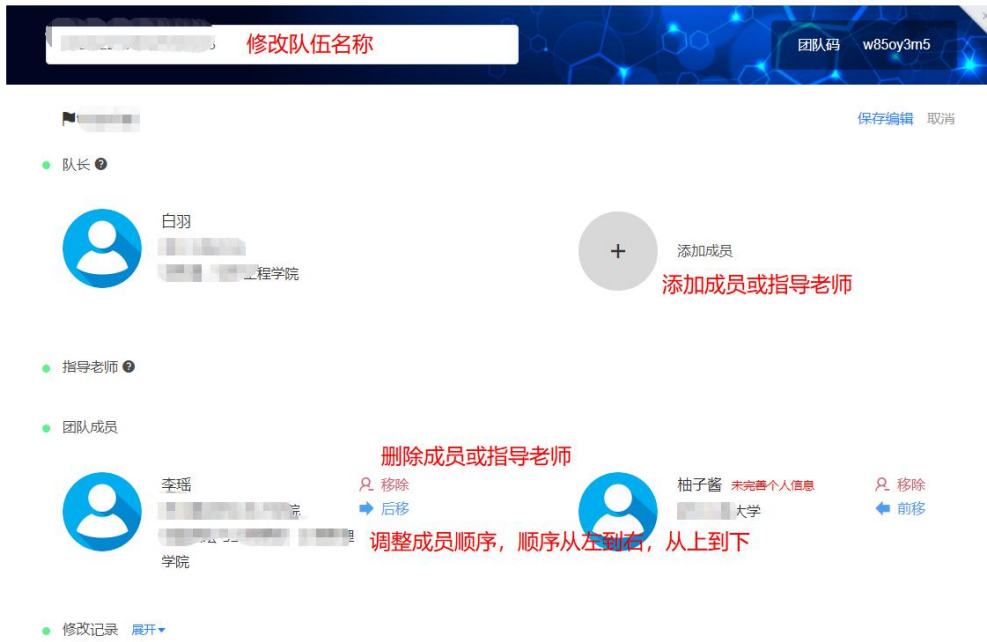 修改队伍名称
团队码 w85oy3m5
保存编辑 取消
队长
白羽
添加成员
工程学院
添加成员或指导老师
指导老师
团队成员
删除成员或指导老师
李瑶 移除 柚子酱 未完善个人信息 移除
院 后移 大学 前移
理
调整成员顺序，顺序从左到右，从上到下
学院
修改记录 展开